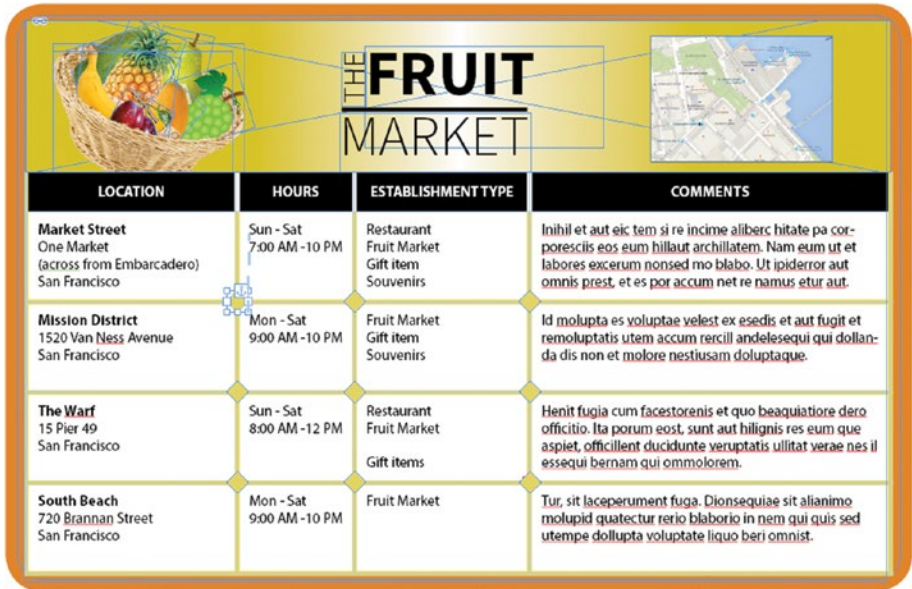 THE
FRUIT
MARKET
LOCATION
HOURS
ESTABLISHMENT TYPE
COMMENTS
Market Street
One Market
(across from Embarcadero)
San Francisco
Sun - Sat
7:00 AM -10 PM
Restaurant
Fruit Market
Gift item
Souvenirs
Inihil et aut eic tem si re incime aliberc hitate pa cor-
poresciis eos eum hillaut archillatem. Nam eum ut et
labores excerum nonsed mo blabo. Ut ipiderror aut
omnis prest, et es por accum net re namus etur aut.
Mission District
1520 Van Ness Avenue
San Francisco
Mon - Sat
9:00 AM -10 PM
Fruit Market
Gift item
Souvenirs
Id molupta es voluptae velest ex esedis et aut fugit et
remoluptatis utem accum rercill andelesequi qui dollan-
da dis non et molore nestiusam doluptaque.
The Warf
15 Pier 49
San Francisco
Sun - Sat
8:00 AM -12 PM
Restaurant
Fruit Market
Gift items
Henit fugia cum facestorenis et quo beaquiatiore dero
officitio. Ita porum eost, sunt aut hilignis res eum que
aspiet, officillent ducidunte veruptatis ullitat verae nes il
essequi bernam qui ommolorem.
South Beach
720 Brannan Street
San Francisco
Mon - Sat
9:00 AM -10 PM
Fruit Market
Tur, sit laceperument fuga. Dionsequiae sit alianimo
molupid quatectur rerio blaborio in nem qui quis sed
utempe dollupta voluptate liquo beri omnist.